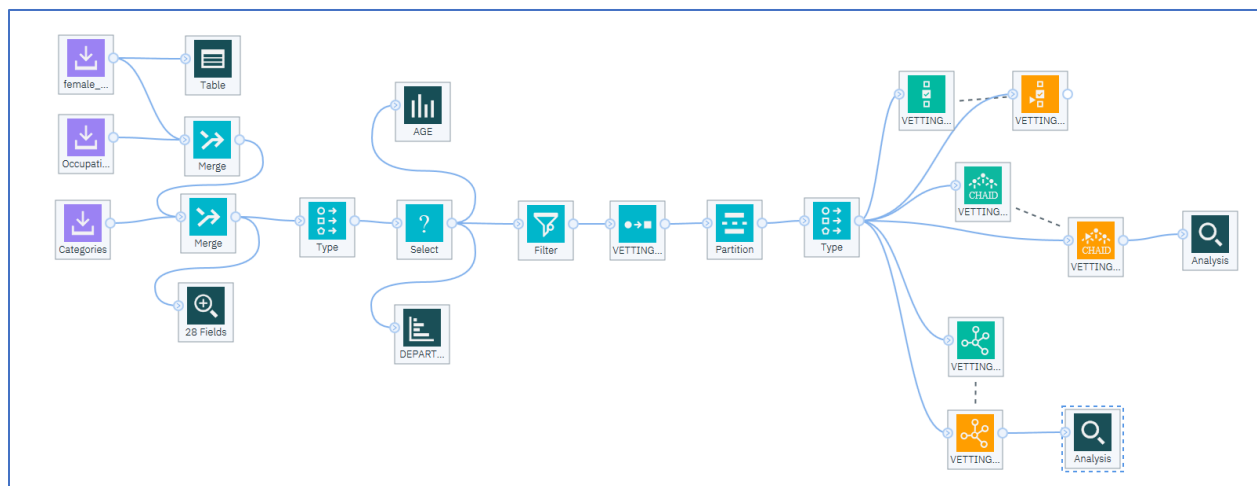 female_...
Table
AGE
Occupati...
Merge
Categories
Merge
Type
?
Select
Filter
VETTING...
Partition
Type
28 Fields
DEPART...
VETTING...
VETTING...
CHAID
VETTING...
CHAID
VETTING...
Analysis
VETTING...
VETTING...
Analysis